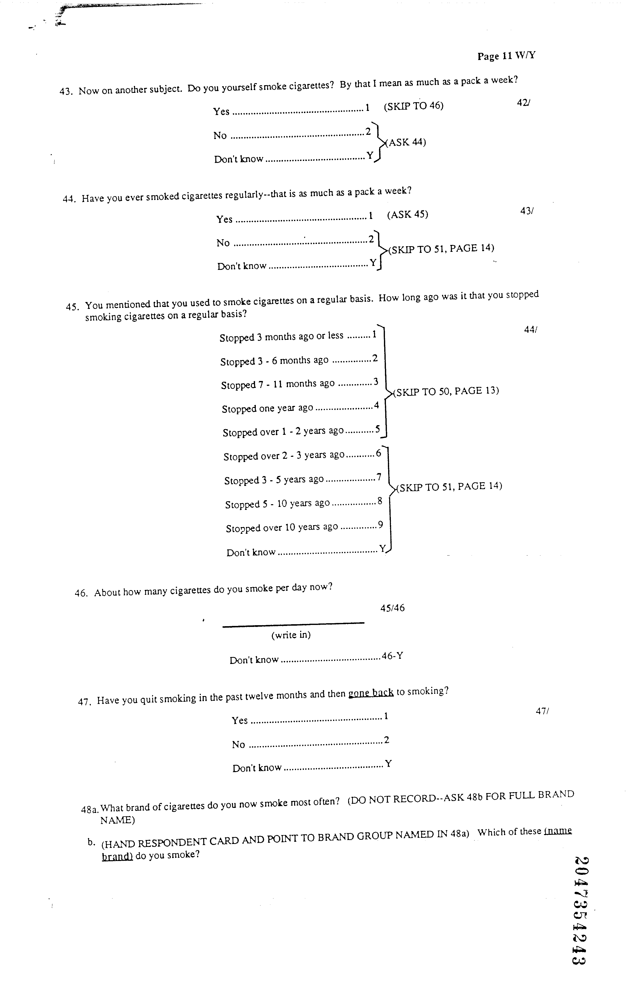 Page 11 W/Y
43. Now on another subject. Do you yourself smoke cigarettes? By that I mean as much as a pack a week?
Yes ..................................................1 (SKIP TO 46) 42/
No ...................................................2
(ASK 44)
Don't know ......................................Y
44. Have you ever smoked cigarettes regularly--that is as much as a pack a week?
Yes ..................................................1 (ASK 45) 43/
No ...................................................2
(SKIP TO 51, PAGE 14)
Don't know ......................................Y
45. You mentioned that you used to smoke cigarettes on a regular basis. How long ago was it that you stopped
smoking cigarettes on a regular basis?
Stopped 3 months ago or less .........1 44/
Stopped 3 - 6 months ago ...............2
Stopped 7 - 11 months ago .............3
(SKIP TO 50, PAGE 13)
Stopped one year ago ......................4
Stopped over 1 - 2 years ago...........5
Stopped over 2 - 3 years ago...........6
Stopped 3 - 5 years ago...................7
(SKIP TO 51, PAGE 14)
Stopped 5 - 10 years ago.................8
Stopped over 10 years ago ..............9
Don't know ......................................Y
46. About how many cigarettes do you smoke per day now?
45/46
(write in)
Don't know ......................................46-Y
47. Have you quit smoking in the past twelve months and then gone back to smoking?
Yes ..................................................1 47/
No ...................................................2
Don't know ......................................Y
48a. What brand of cigarettes do you now smoke most often? (DO NOT RECORD--ASK 48b FOR FULL BRAND
NAME)
b. (HAND RESPONDENT CARD AND POINT TO BRAND GROUP NAMED IN 48a) Which of these (name
brand) do you smoke?
2047354243